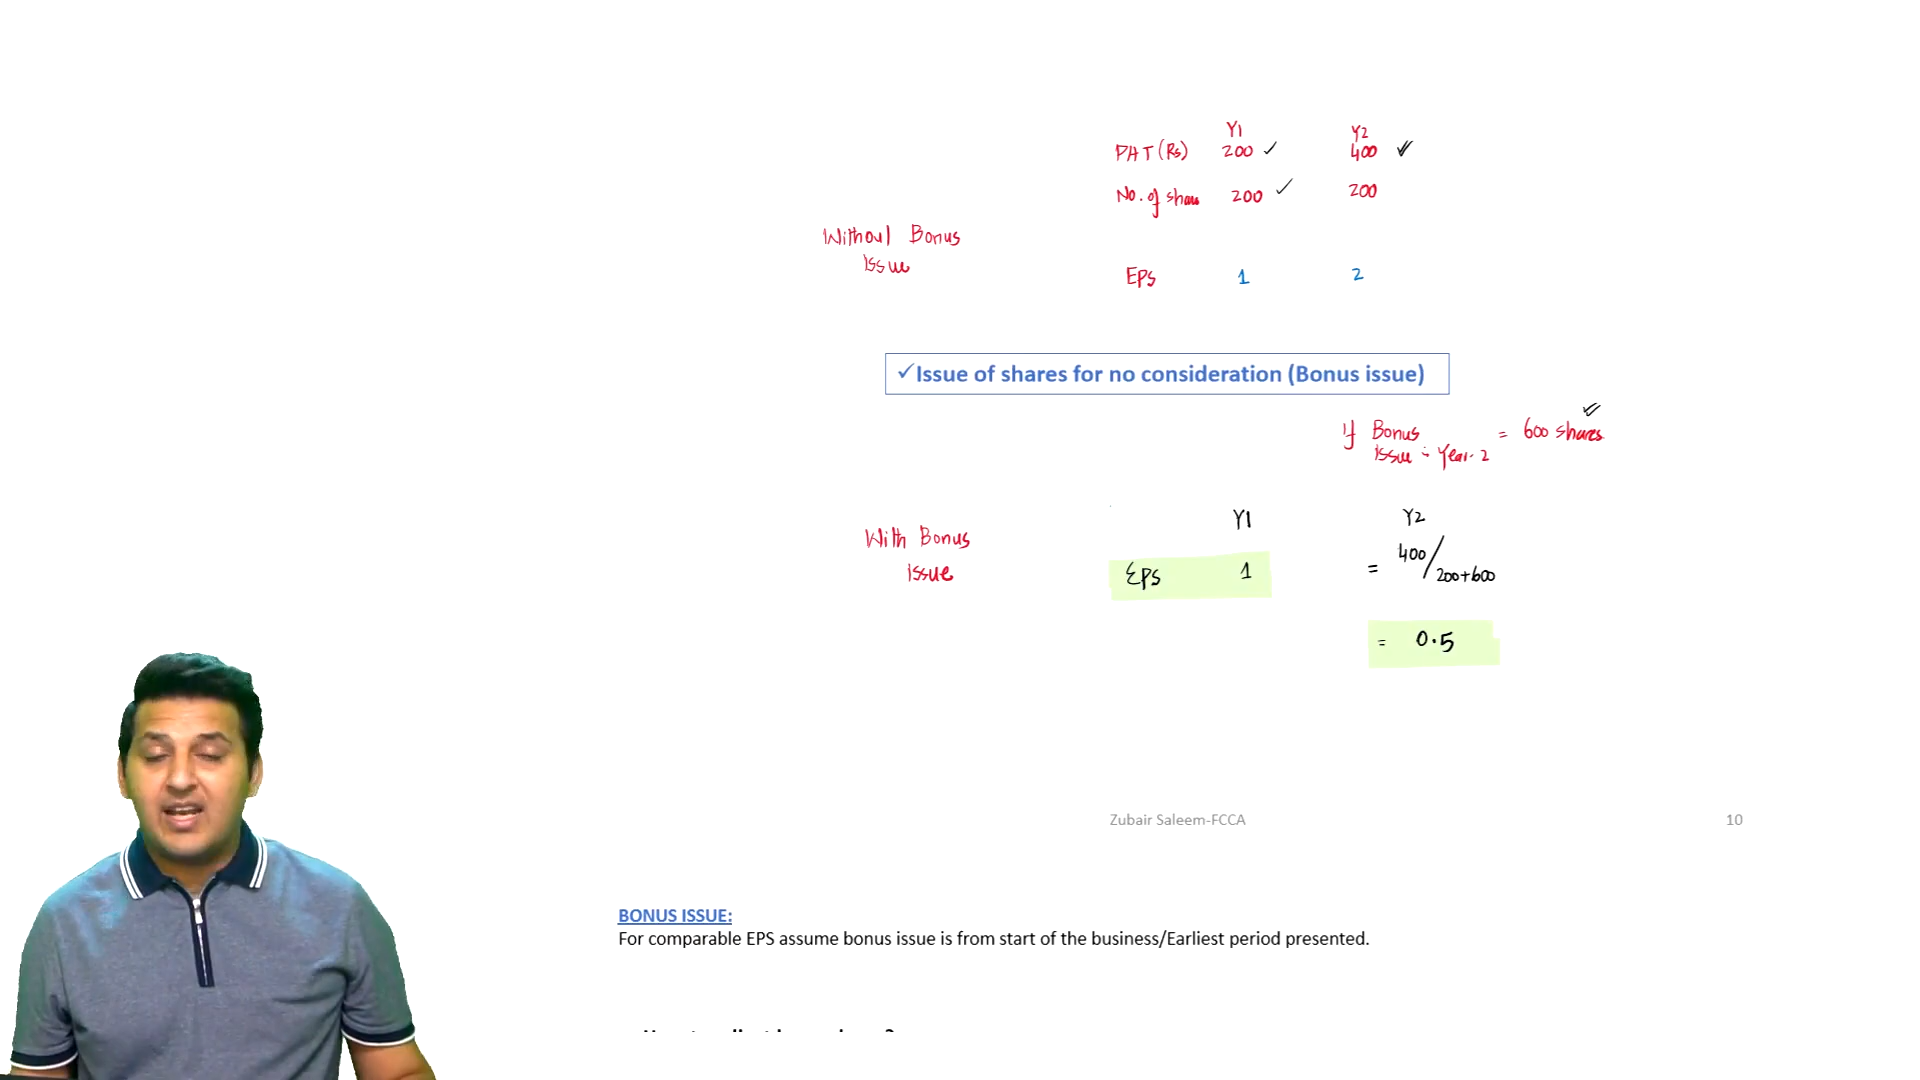 Y1 Y2
PAT (Rs) 200 ✓ 400 ✓
No. of share 200 ✓ 200
Without Bonus
Issue
EPS 1 2
✓Issue of shares for no consideration (Bonus issue)
If Bonus = 600 shares
Issue - Year-2
Y1 Y2
With Bonus
issue
EPS 1 = 400/200+600
= 0.5
Zubair Saleem-FCCA 10
BONUS ISSUE:
For comparable EPS assume bonus issue is from start of the business/Earliest period presented.